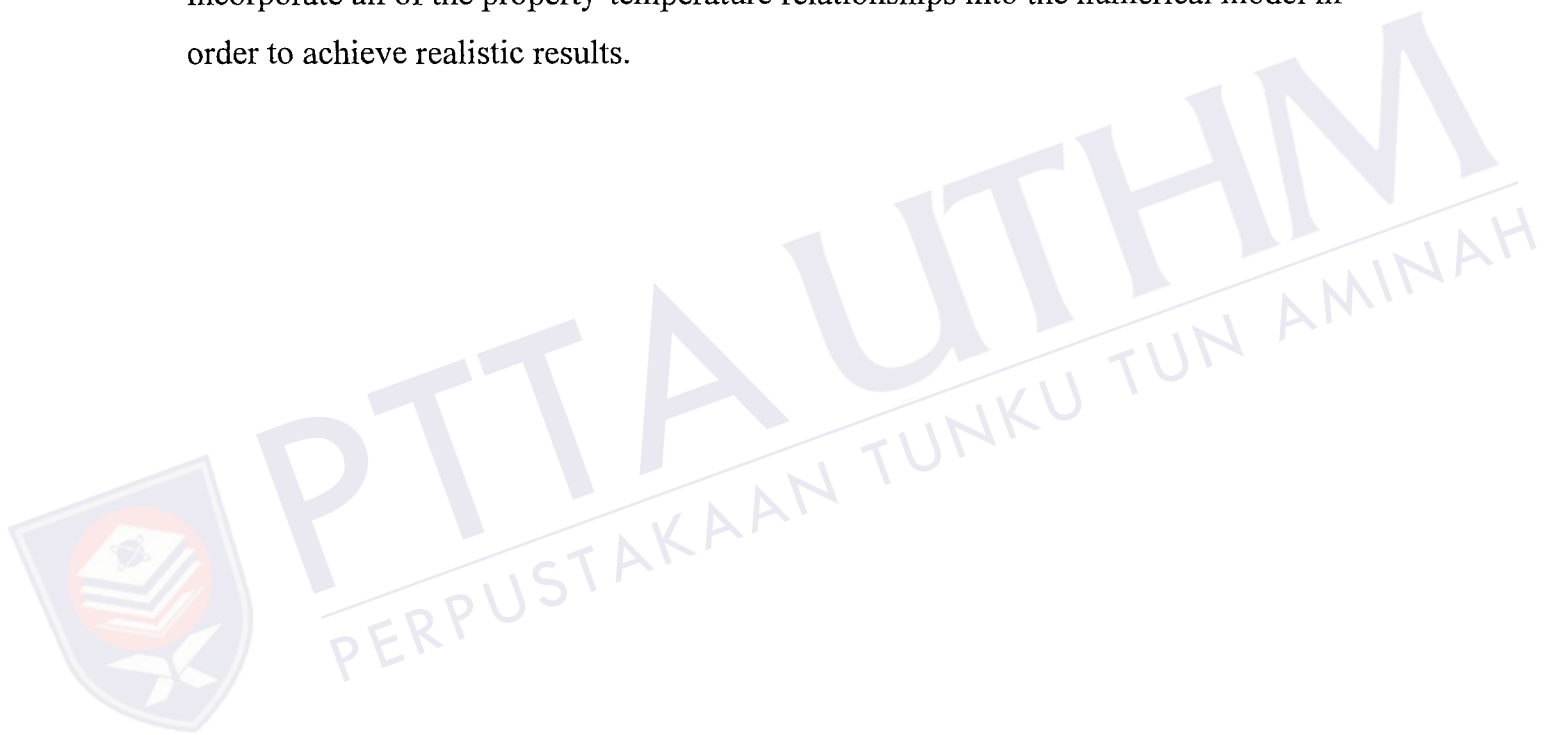 incorporate all of the property-temperature relationships into the numerical model in
order to achieve realistic results.
PTTA UTHM
PERPUSTAKAAN TUNKU TUN AMINAH